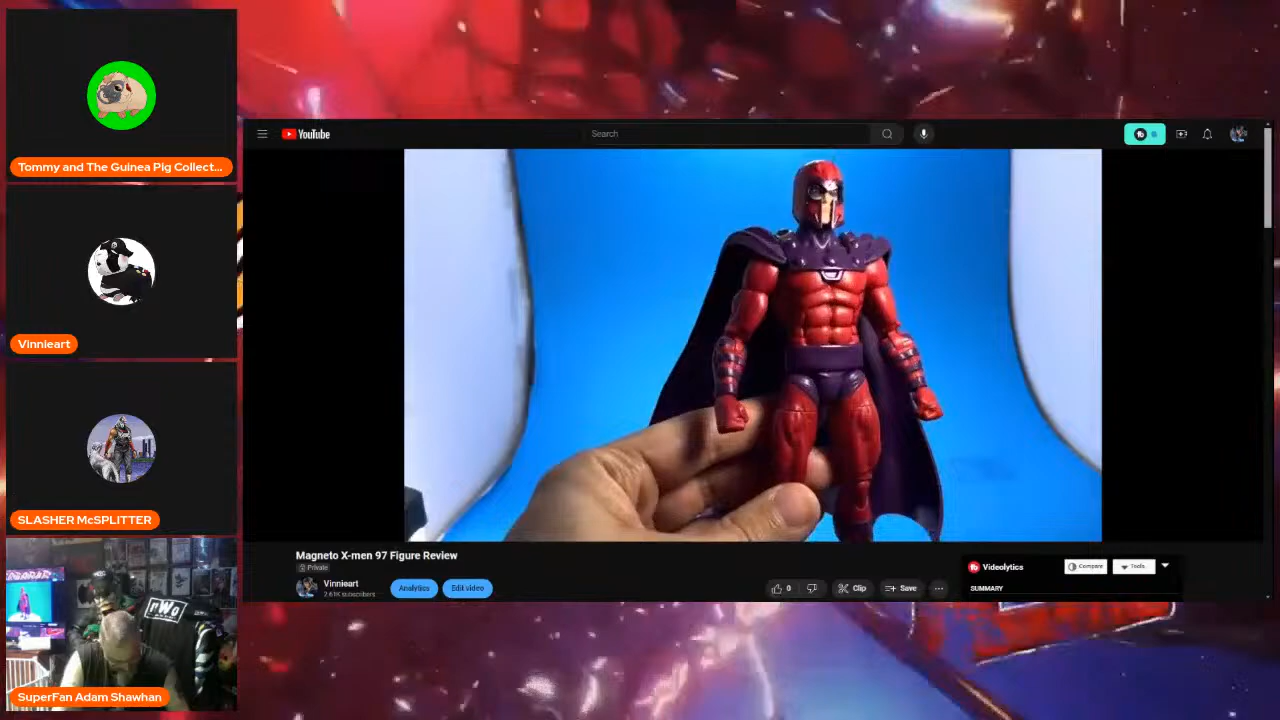 Tommy and The Guinea Pig Collect...
Vinnieart
SLASHER McSPLITTER
rWo
SuperFan Adam Shawhan
YouTube
Search
Magneto X-men 97 Figure Review
Private
Vinnieart
2.61K subscribers
Analytics
Edit video
0
Clip
Save
Videolytics
Compare
Tools
SUMMARY